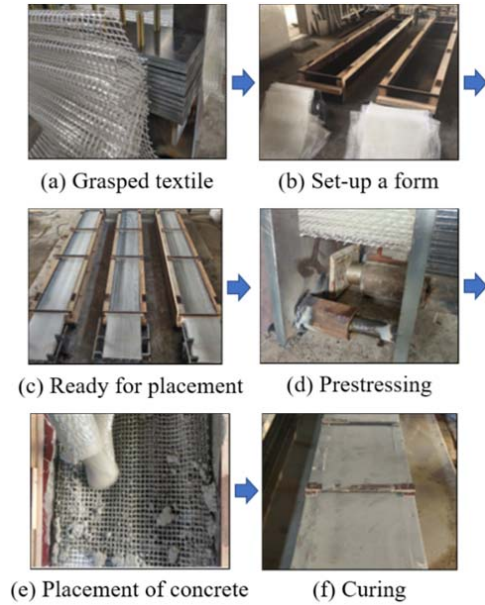 (a) Grasped textile
(b) Set-up a form
(c) Ready for placement
(d) Prestressing
(e) Placement of concrete
(f) Curing